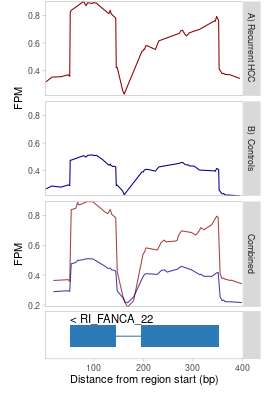 0.8
0.6
0.4
FPM
A) Recurrent HCC
0.8
0.6
0.4
FPM
B) Controls
0.8
0.6
0.4
0.2
FPM
Combined
< RI_FANCA_22
100
200
300
400
Distance from region start (bp)